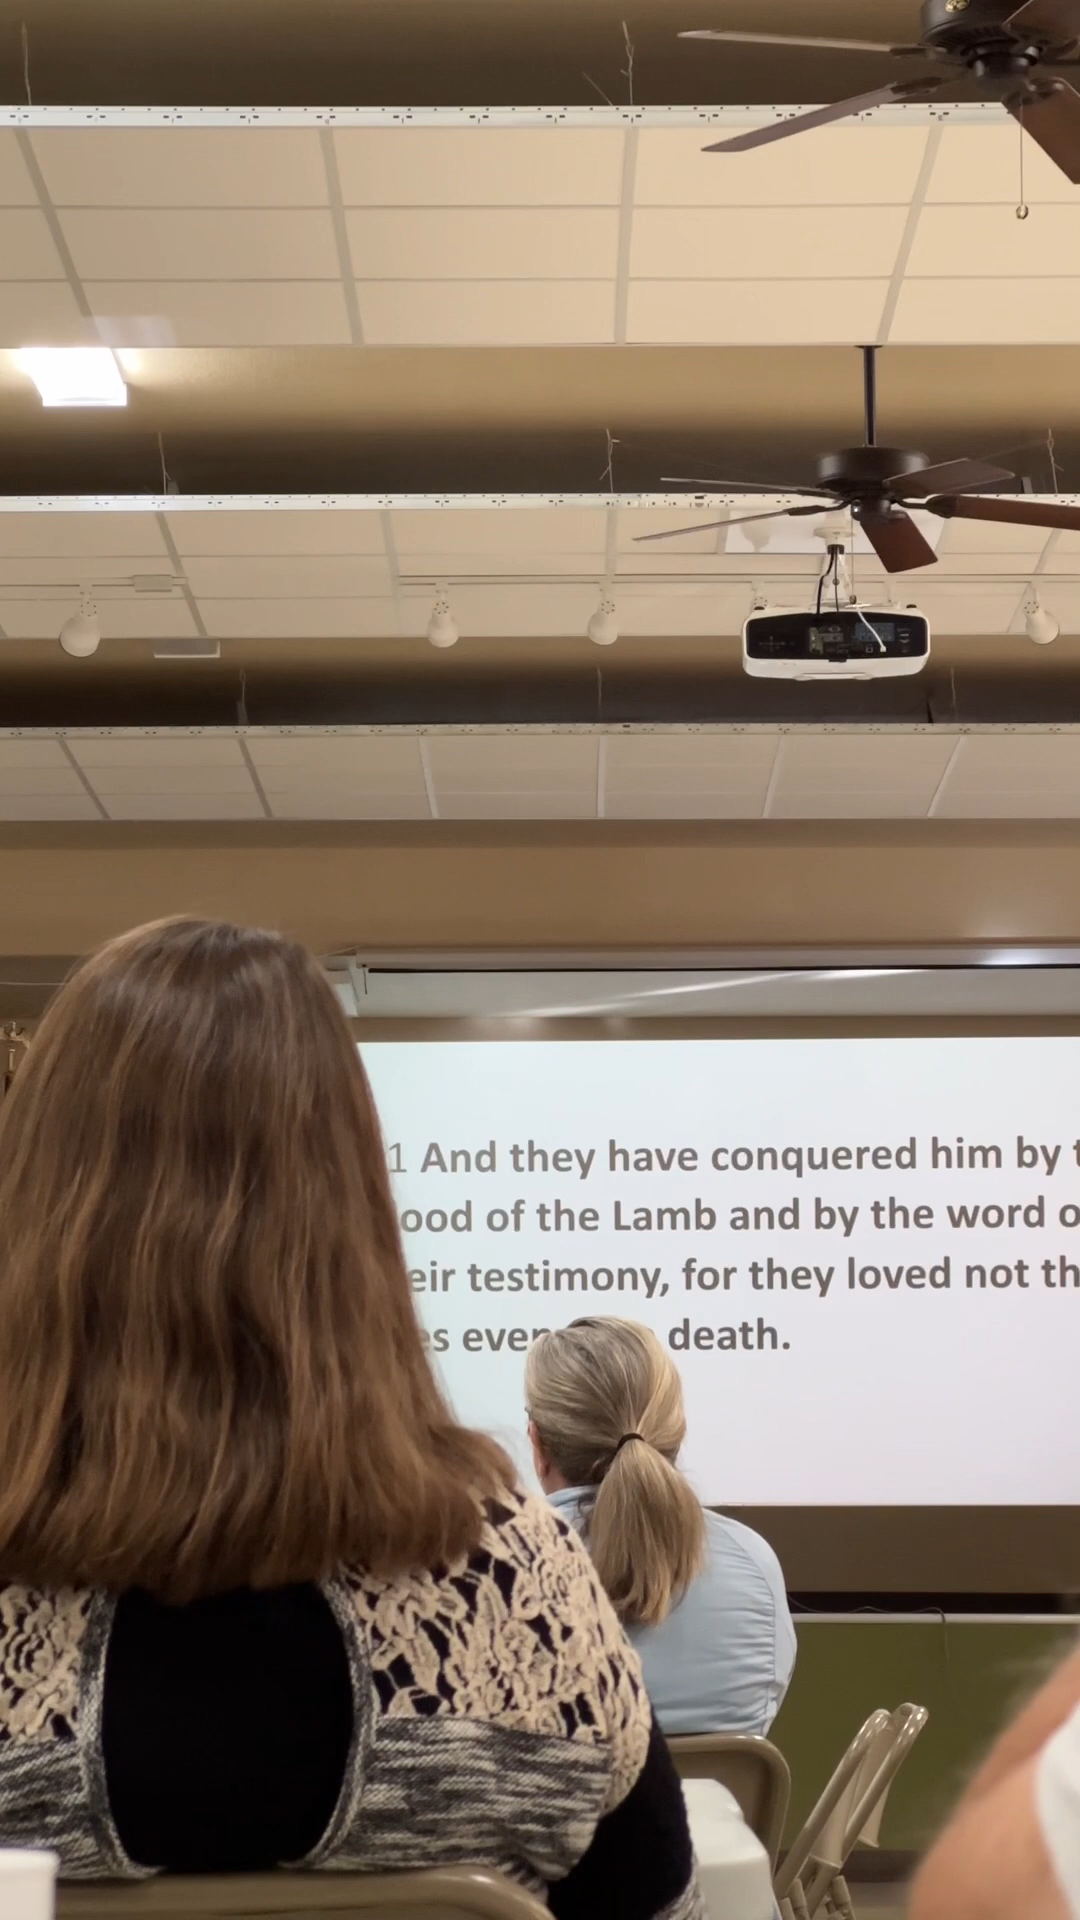 1 And they have conquered him by
ood of the Lamb and by the word o
eir testimony, for they loved not th
es even death.